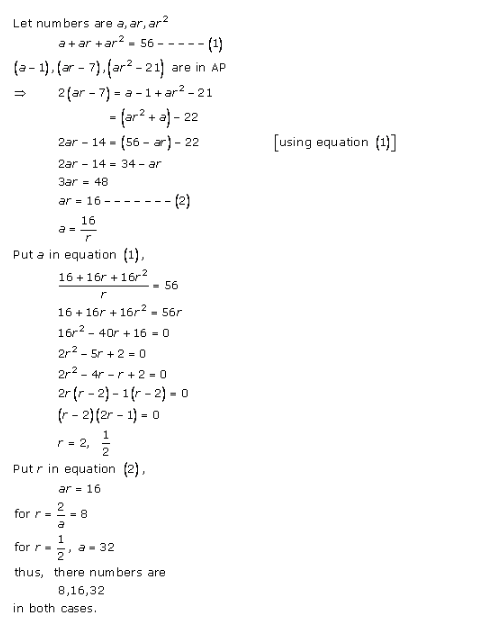 Let numbers are a, ar, ar²
a + ar + ar² = 56 - - - - - (1)
(a − 1), (ar − 7), (ar² − 21) are in AP
⇒ 2(ar − 7) = a − 1 + ar² − 21
= (ar² + a) − 22
2ar − 14 = (56 − ar) − 22 [using equation (1)]
2ar − 14 = 34 − ar
3ar = 48
ar = 16 - - - - - - - (2)
a = 16/r
Put a in equation (1),
(16 + 16r + 16r²)/r = 56
16 + 16r + 16r² = 56r
16r² − 40r + 16 = 0
2r² − 5r + 2 = 0
2r² − 4r − r + 2 = 0
2r(r − 2) − 1(r − 2) = 0
(r − 2)(2r − 1) = 0
r = 2, 1/2
Put r in equation (2),
ar = 16
for r = 2/a = 8
for r = 1/2, a = 32
thus, there numbers are
8,16,32
in both cases.